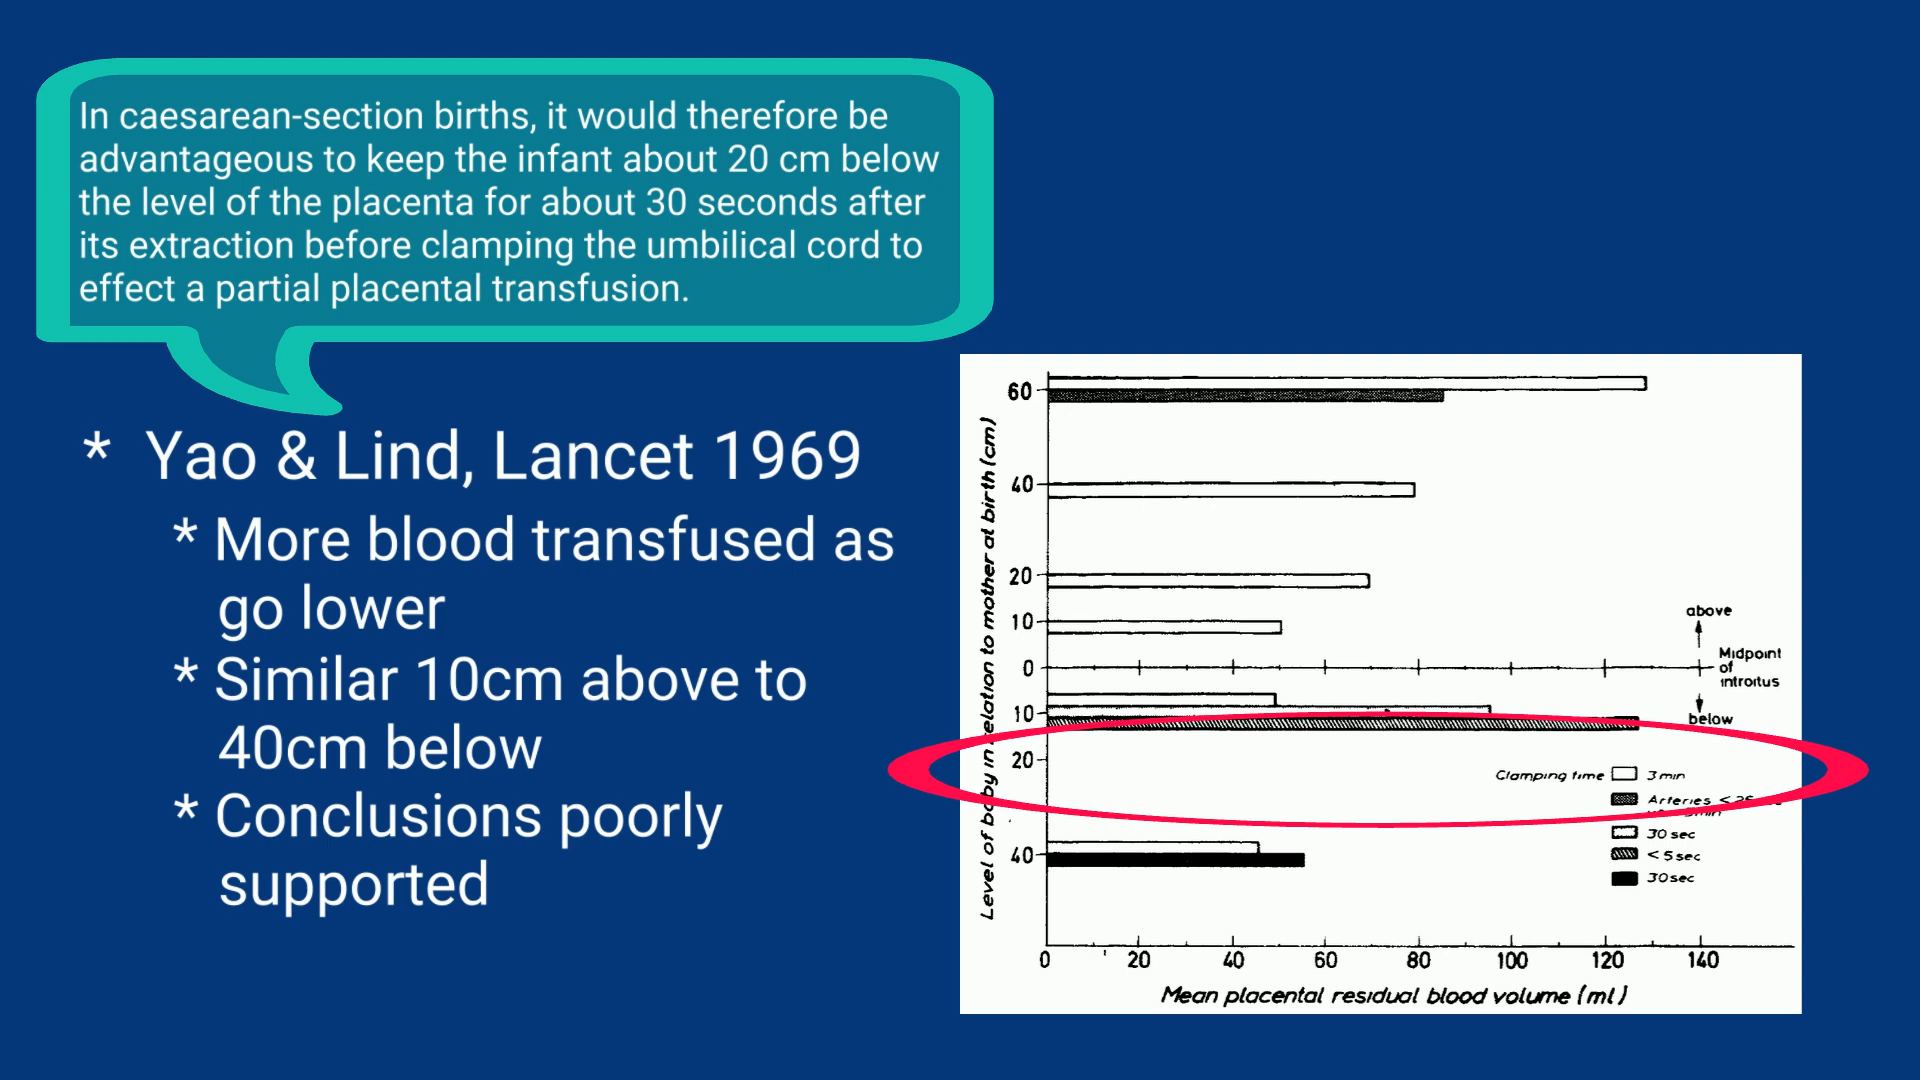 In caesarean-section births, it would therefore be
advantageous to keep the infant about 20 cm below
the level of the placenta for about 30 seconds after
its extraction before clamping the umbilical cord to
effect a partial placental transfusion.
* Yao & Lind, Lancet 1969
* More blood transfused as
go lower
* Similar 10cm above to
40cm below
* Conclusions poorly
supported
Level of baby in relation to mother at birth (cm)
60
40
20
10
0
10
20
40
above
Midpoint
of
introitus
below
Clamping time 3 min
Arteries <
30 sec
< 5 sec
30 sec
0 20 40 60 80 100 120 140
Mean placental residual blood volume (ml)